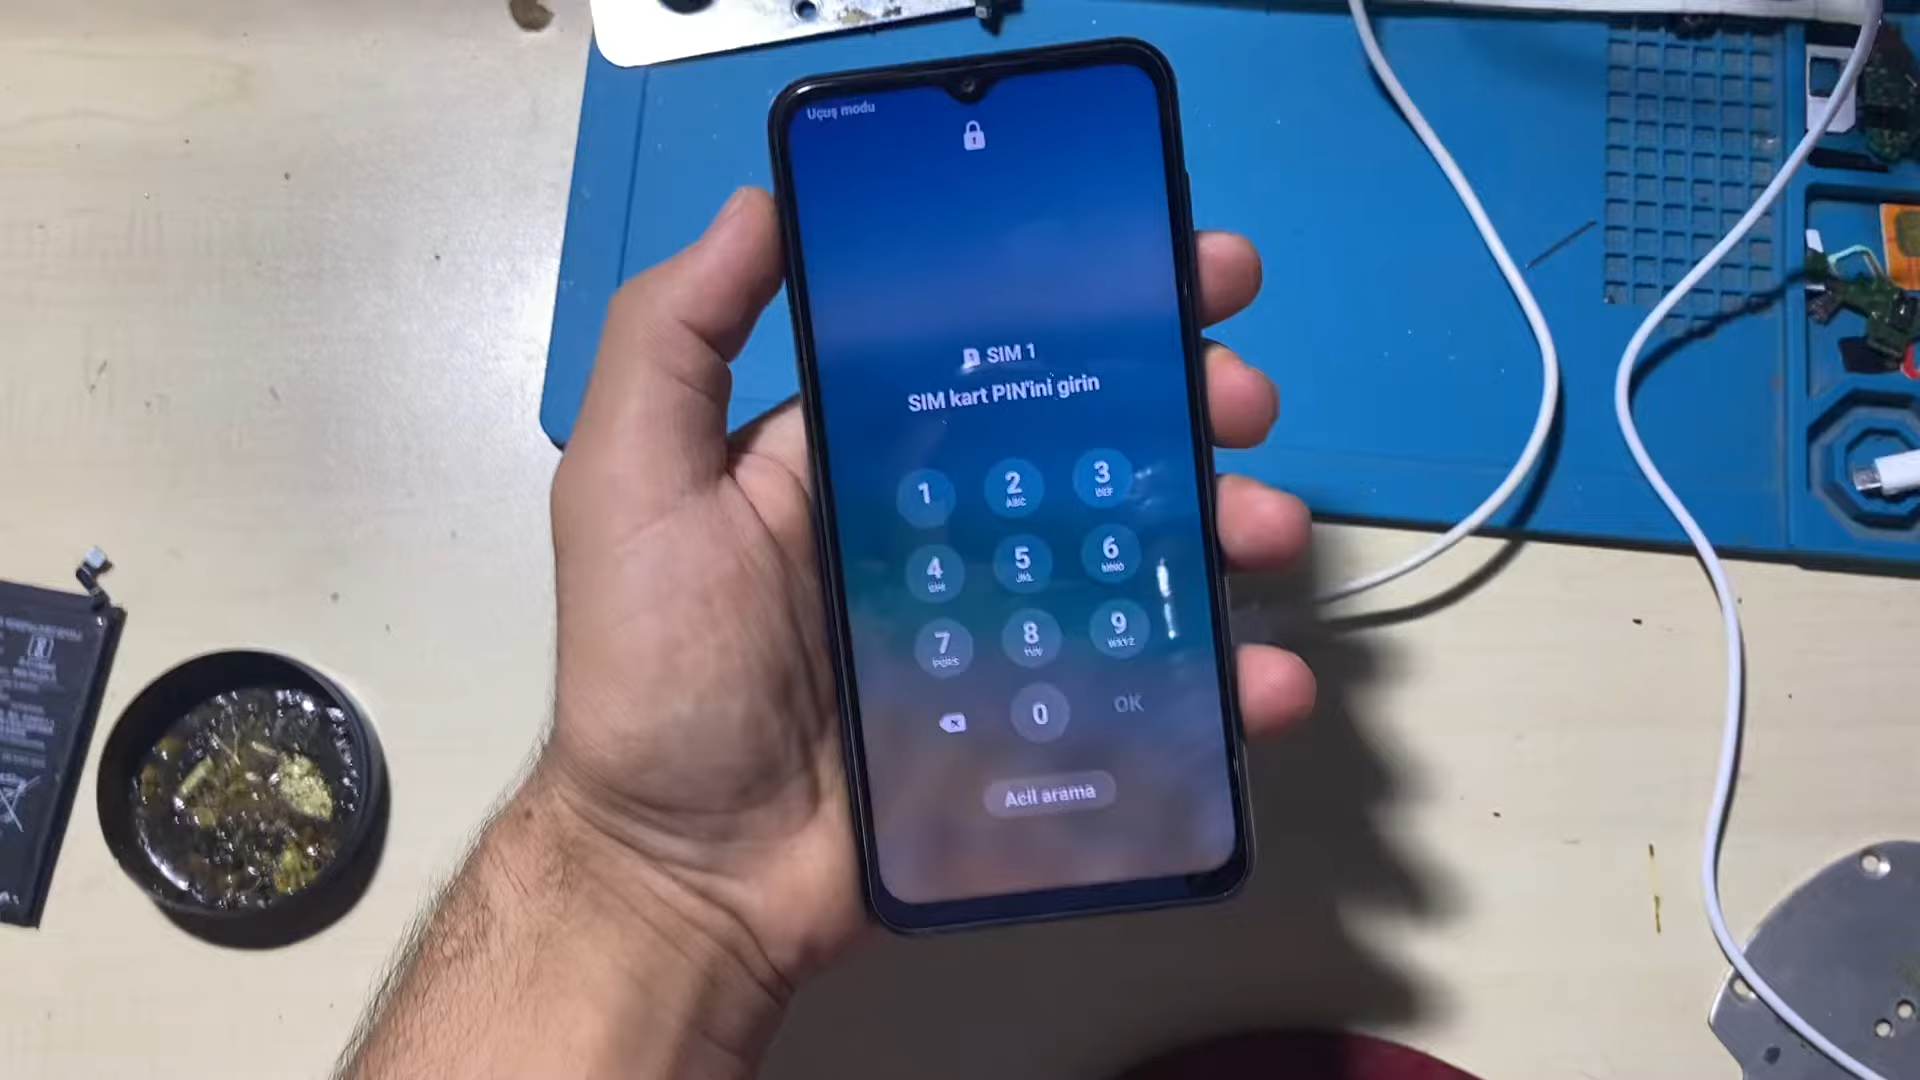 Uçuş modu
SIM 1
SIM kart PIN'ini girin
1
2 ABC
3 DEF
4 GHI
5 JKL
6 MNO
7 PQRS
8 TUV
9 WXYZ
0
OK
Acil arama